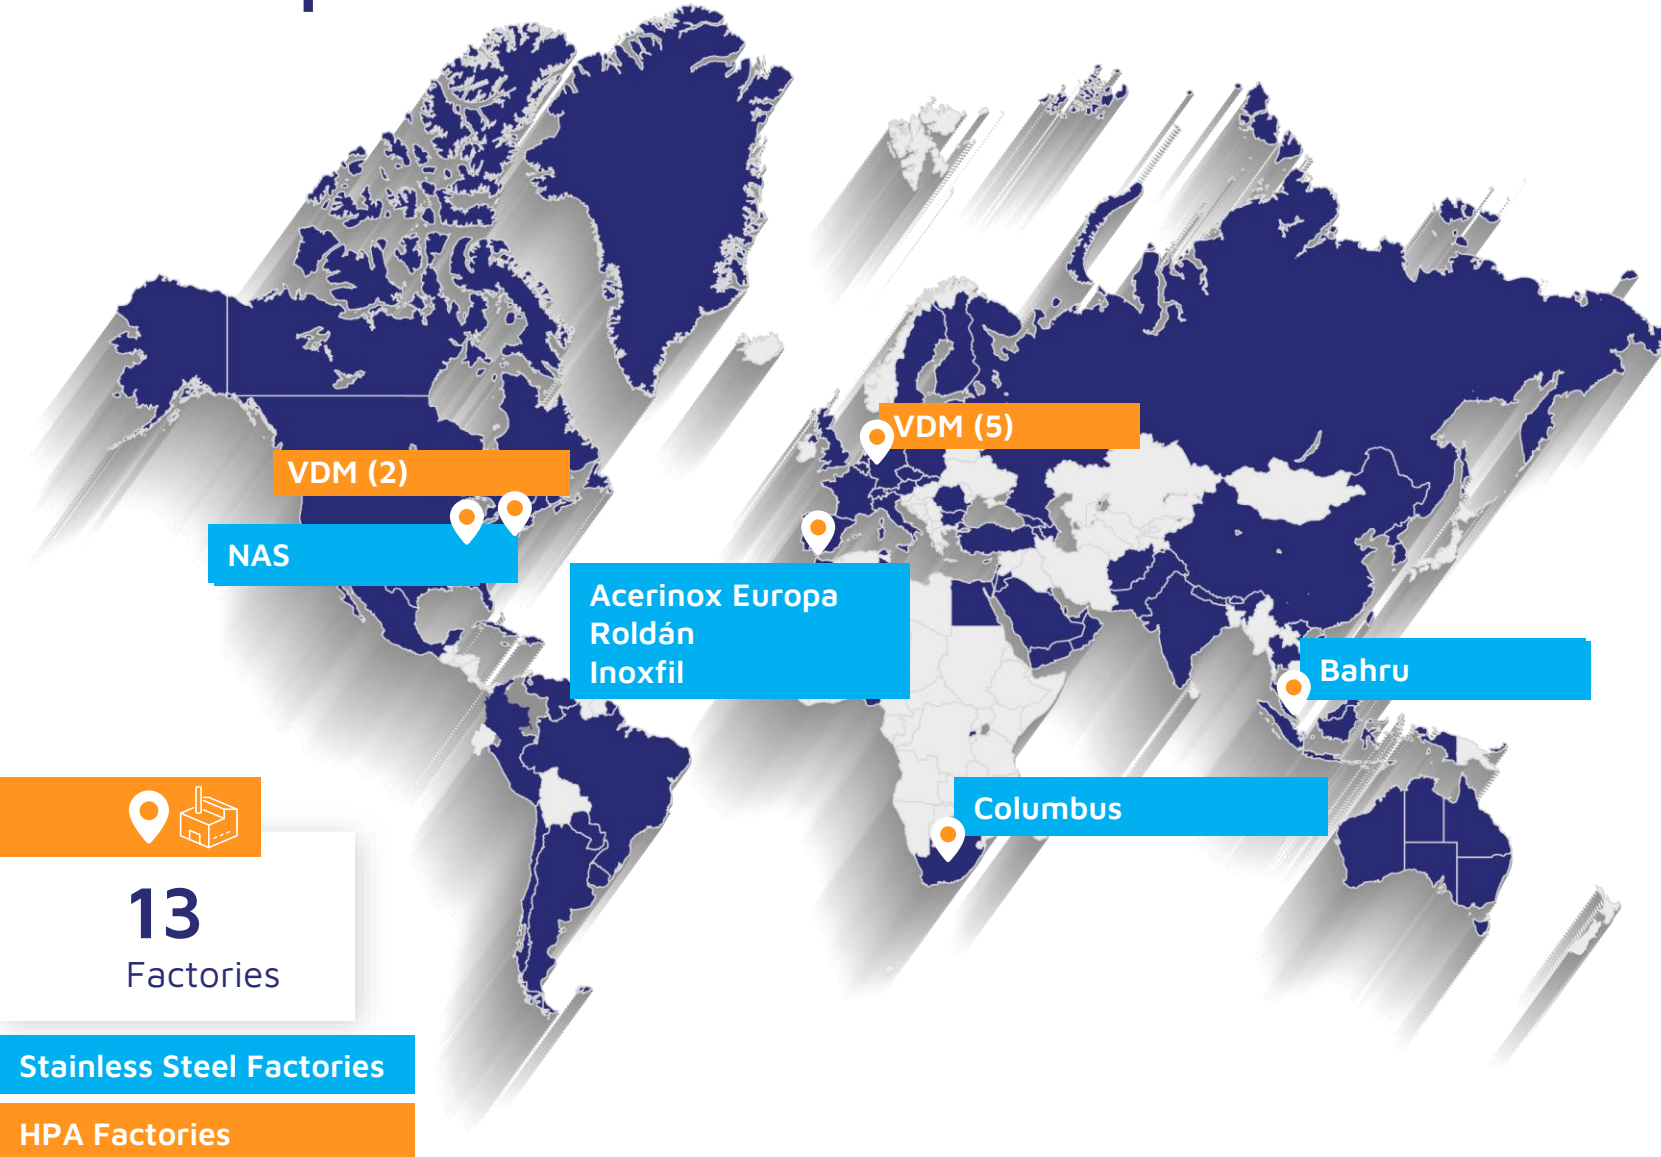 VDM (5)
VDM (2)
NAS
Acerinox Europa
Roldán
Inoxfil
Bahru
Columbus
13
Factories
Stainless Steel Factories
HPA Factories